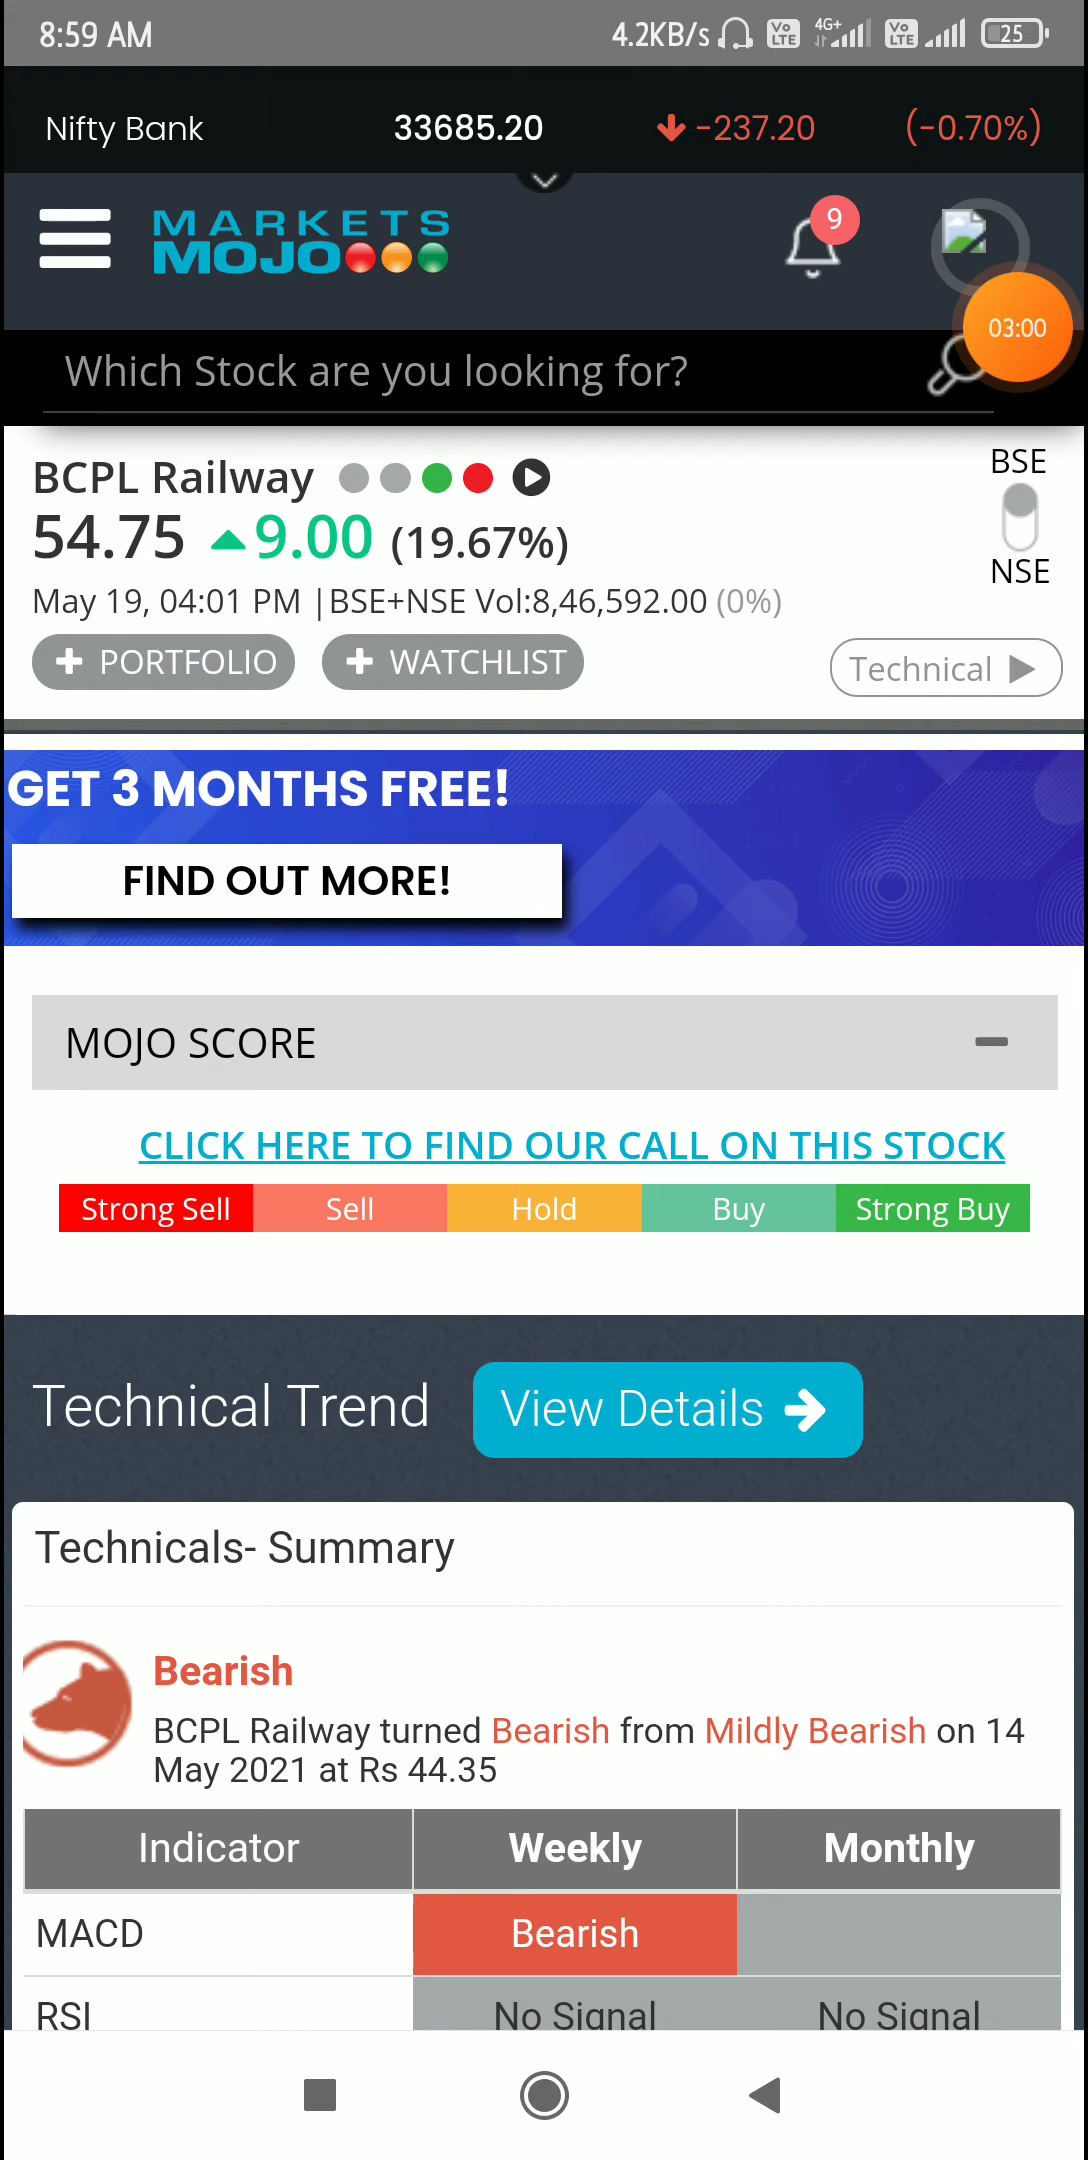 8:59 AM 4.2KB/s Vo LTE 4G+ Vo LTE 25
Nifty Bank 33685.20 -237.20 (-0.70%)
MARKETS
MOJO
9
03:00
Which Stock are you looking for?
BCPL Railway
BSE
54.75 9.00 (19.67%)
NSE
May 19, 04:01 PM |BSE+NSE Vol:8,46,592.00 (0%)
+ PORTFOLIO + WATCHLIST Technical
GET 3 MONTHS FREE!
FIND OUT MORE!
MOJO SCORE
CLICK HERE TO FIND OUR CALL ON THIS STOCK
Strong Sell Sell Hold Buy Strong Buy
Technical Trend View Details
Technicals- Summary
Bearish
BCPL Railway turned Bearish from Mildly Bearish on 14
May 2021 at Rs 44.35
Indicator Weekly Monthly
MACD Bearish
RSI No Signal No Signal